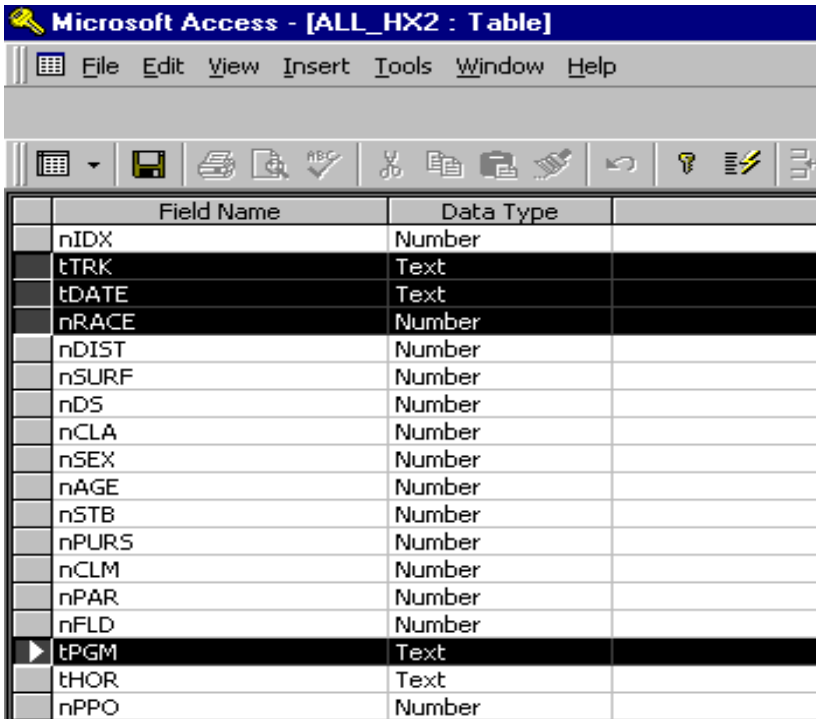 Microsoft Access - [ALL_HX2 : Table]
File Edit View Insert Tools Window Help
ABC
Field Name Data Type
nIDX Number
tTRK Text
tDATE Text
nRACE Number
nDIST Number
nSURF Number
nDS Number
nCLA Number
nSEX Number
nAGE Number
nSTB Number
nPURS Number
nCLM Number
nPAR Number
nFLD Number
tPGM Text
tHOR Text
nPPO Number